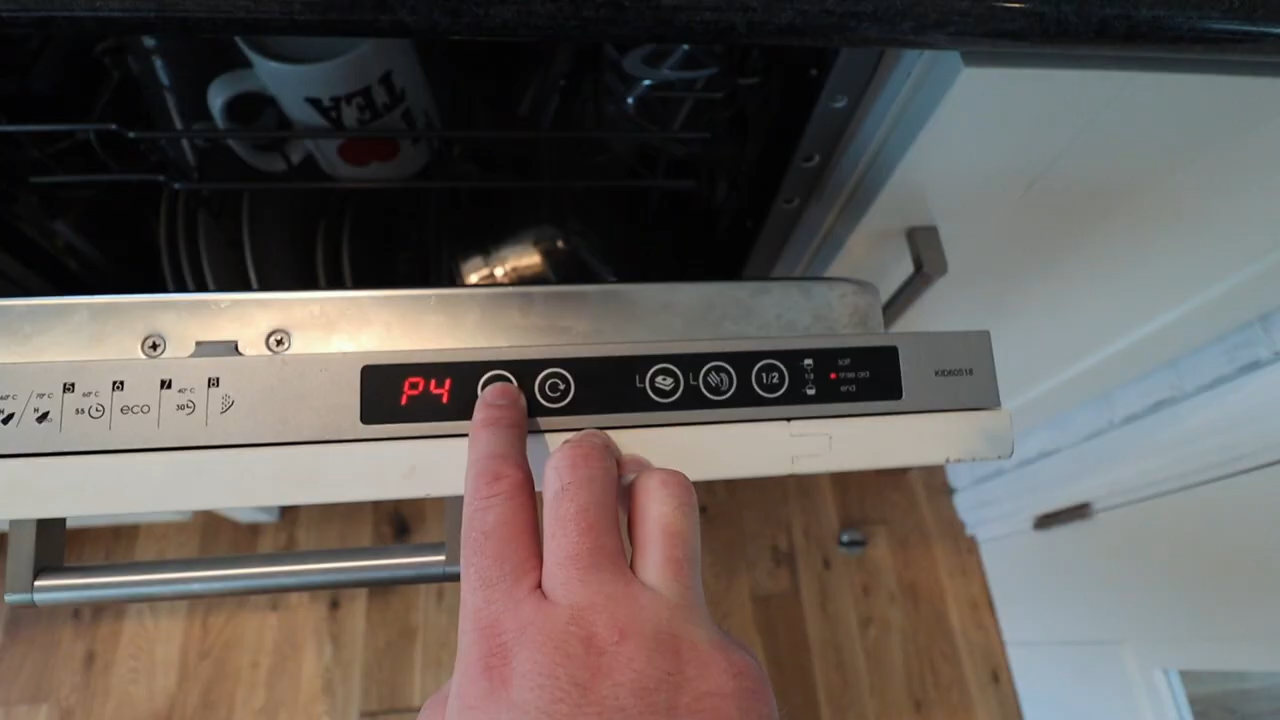 TEA
P4
1/2
salt
rinse aid
end
KID60S18
60°C
70°C
5
60°C
55
6
eco
7
40°C
30
8